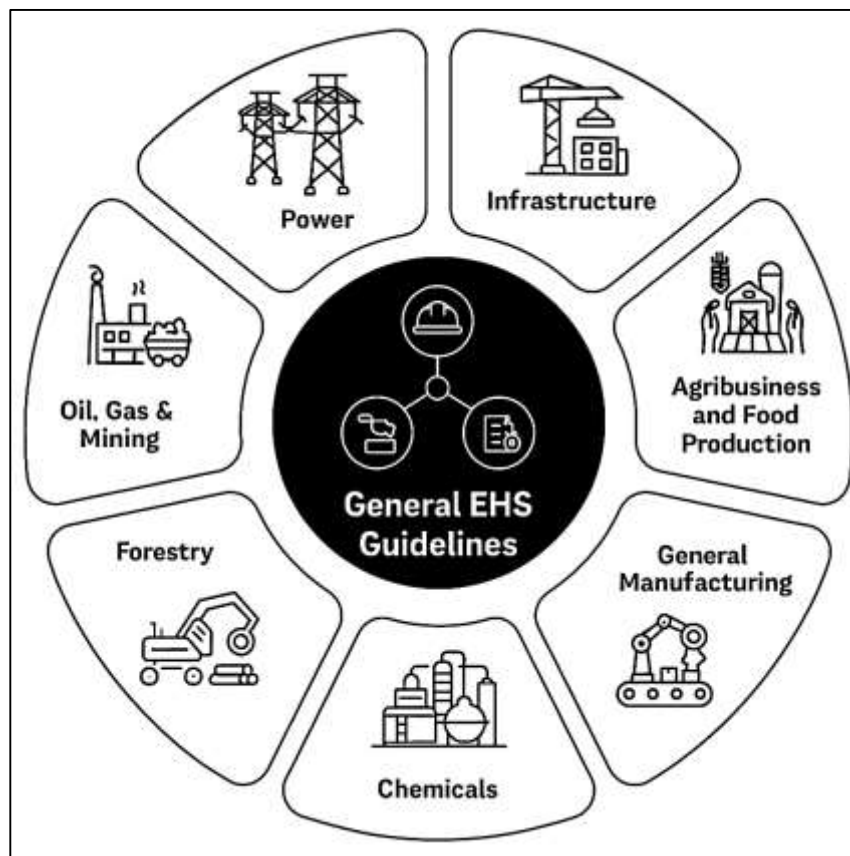 Power
Infrastructure
Oil, Gas &
Mining
Agribusiness
and Food
Production
General EHS
Guidelines
Forestry
General
Manufacturing
Chemicals